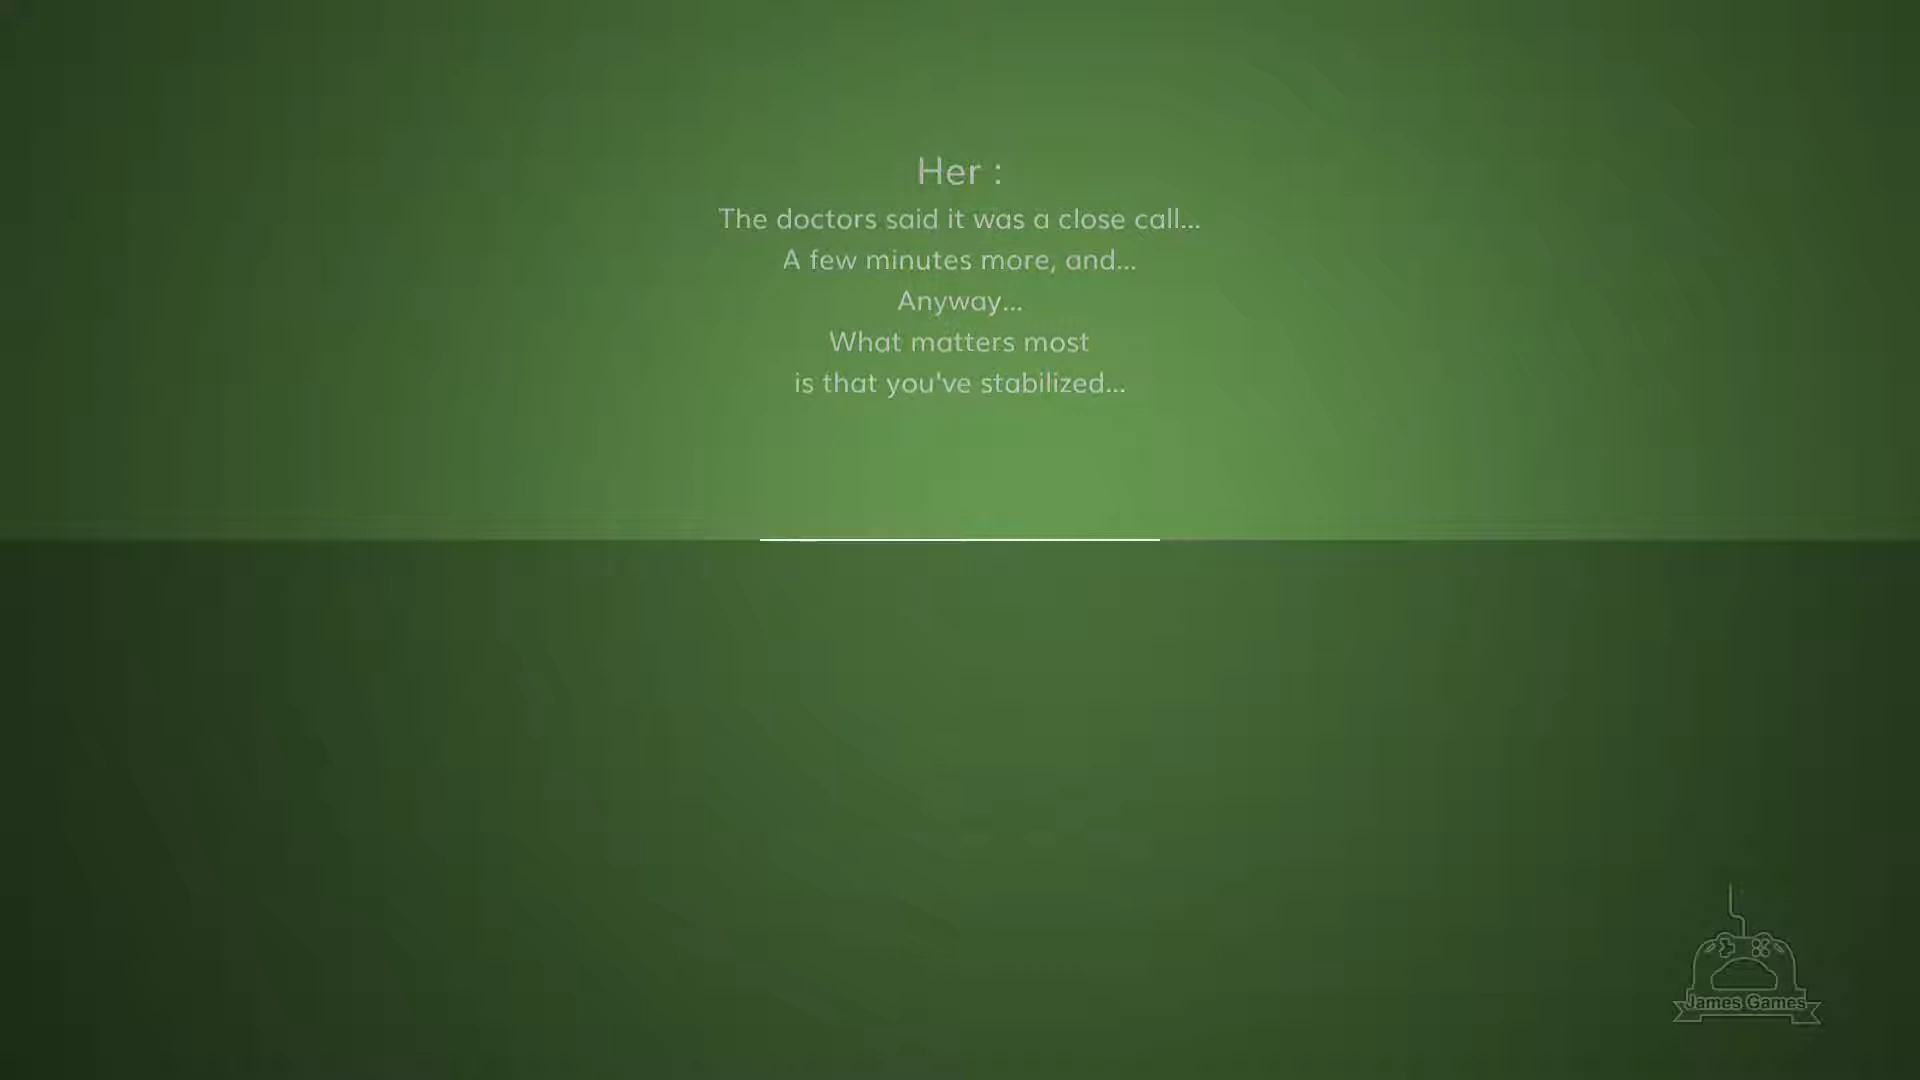 Her :
The doctors said it was a close call...
A few minutes more, and...
Anyway...
What matters most
is that you've stabilized...
James Games